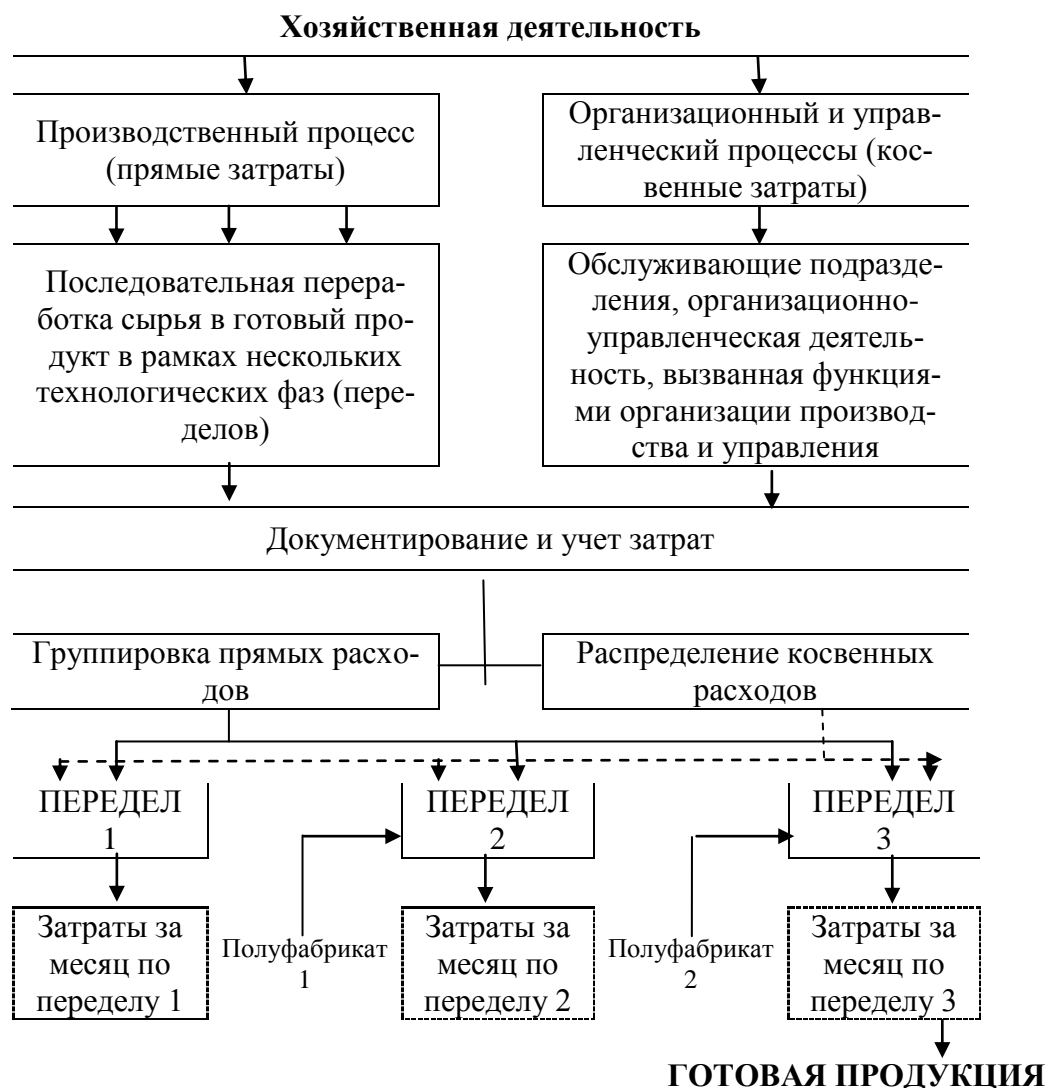 Хозяйственная деятельность
Производственный процесс
(прямые затраты)
Организационный и управ-
ленческий процессы (кос-
венные затраты)
Последовательная перера-
ботка сырья в готовый про-
дукт в рамках нескольких
технологических фаз (пере-
делов)
Обслуживающие подразде-
ления, организационно-
управленческая деятель-
ность, вызванная функция-
ми организации производ-
ства и управления
Документирование и учет затрат
Группировка прямых расхо-
дов
Распределение косвенных
расходов
ПЕРЕДЕЛ
1
ПЕРЕДЕЛ
2
ПЕРЕДЕЛ
3
Затраты за
месяц по
переделу 1
Полуфабрикат
1
Затраты за
месяц по
переделу 2
Полуфабрикат
2
Затраты за
месяц по
переделу 3
ГОТОВАЯ ПРОДУКЦИЯ